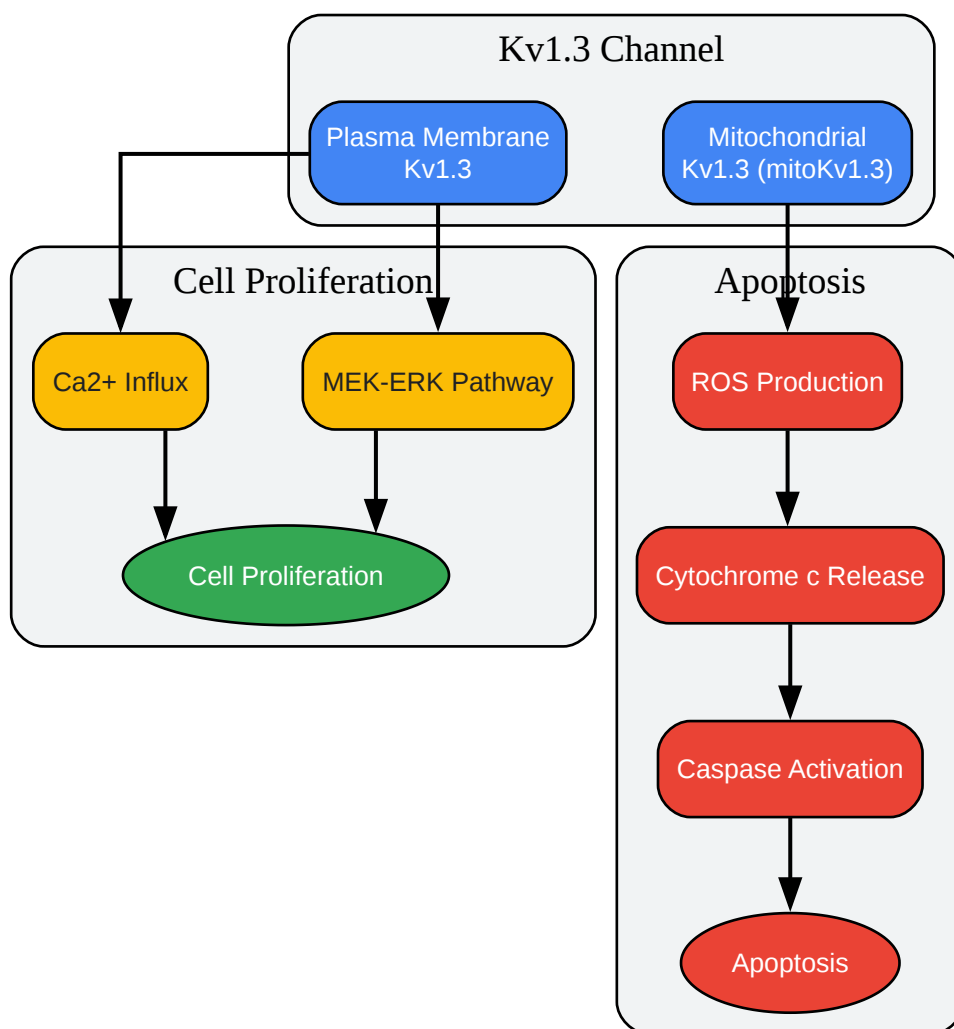 Kv1.3 Channel
Plasma Membrane
Kv1.3
Mitochondrial
Kv1.3 (mitoKv1.3)
Cell Proliferation
Ca2+ Influx
MEK-ERK Pathway
Cell Proliferation
Apoptosis
ROS Production
Cytochrome c Release
Caspase Activation
Apoptosis